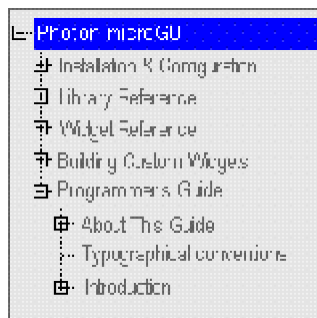 Photon microGUI
Installation & Configuration
Library Reference
Widget Reference
Building Custom Widgets
Programmer's Guide
About This Guide
Typographical conventions
Introduction